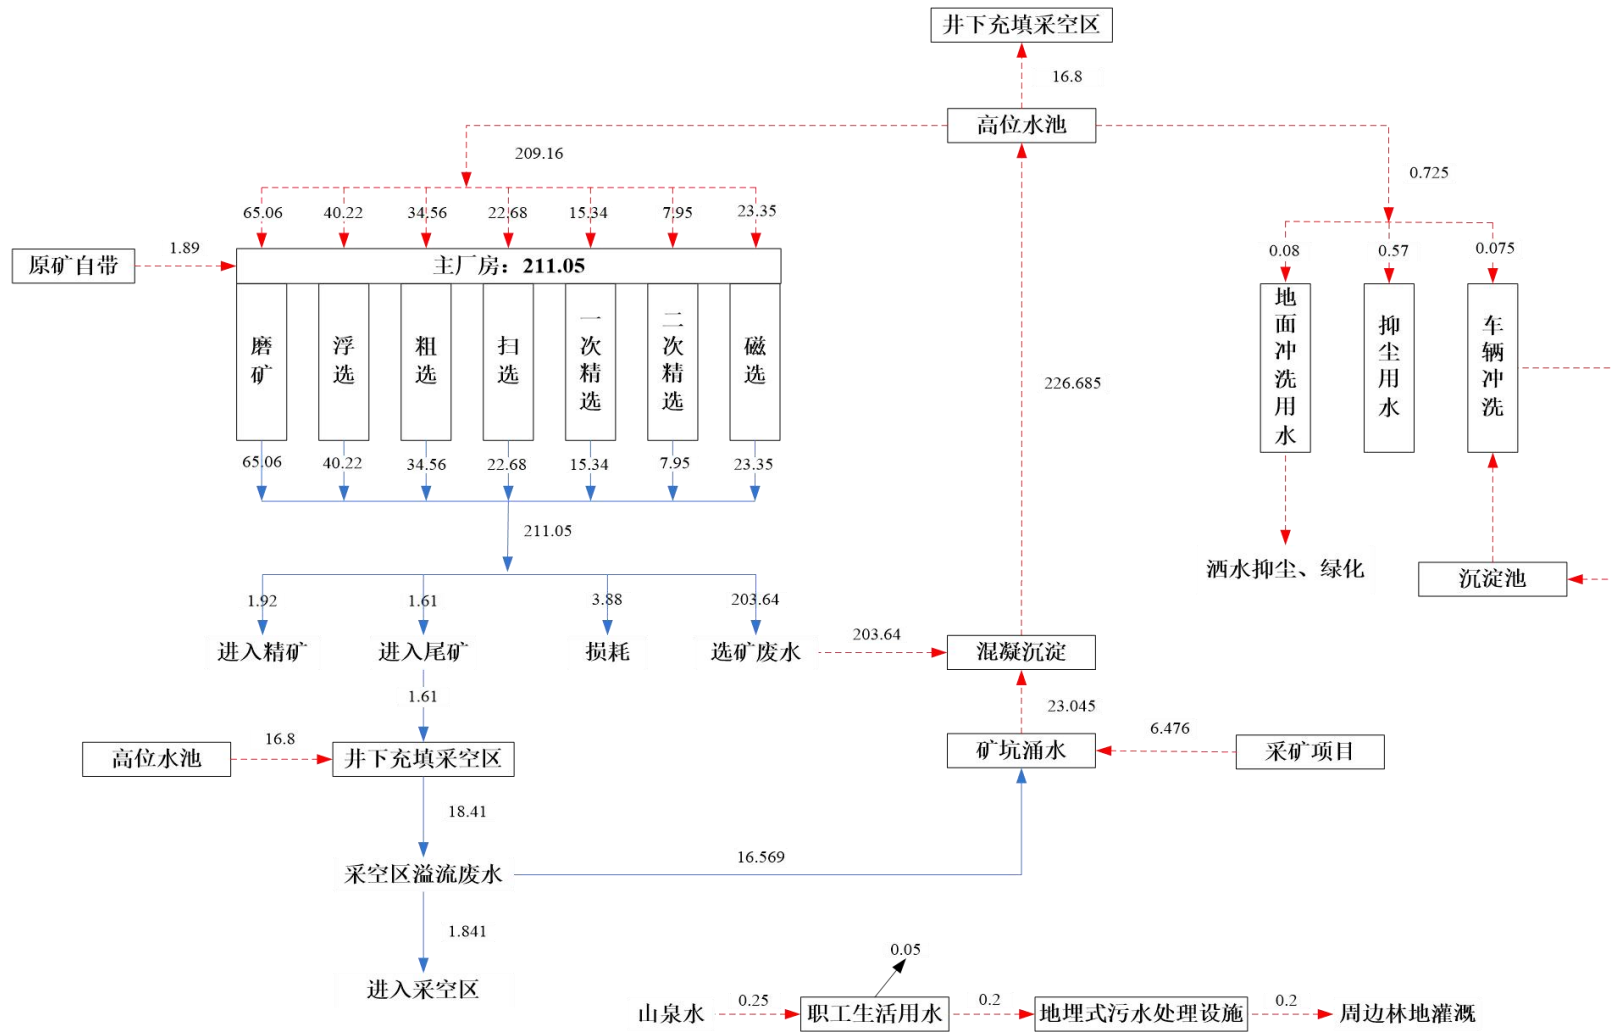 井下充填采空区
16.8
高位水池
209.16
0.725
65.06 40.22 34.56 22.68 15.34 7.95 23.35
0.08 0.57 0.075
原矿自带
1.89
主厂房：211.05
磨矿
浮选
粗选
扫选
一次精选
二次精选
磁选
地面冲洗用水
抑尘用水
车辆冲洗
226.685
65.06 40.22 34.56 22.68 15.34 7.95 23.35
211.05
洒水抑尘、绿化
沉淀池
1.92 1.61 3.88 203.64
进入精矿
进入尾矿
损耗
选矿废水
203.64
混凝沉淀
1.61
23.045
高位水池
16.8
井下充填采空区
矿坑涌水
6.476
采矿项目
18.41
采空区溢流废水
16.569
1.841
进入采空区
0.05
山泉水
0.25
职工生活用水
0.2
地埋式污水处理设施
0.2
周边林地灌溉